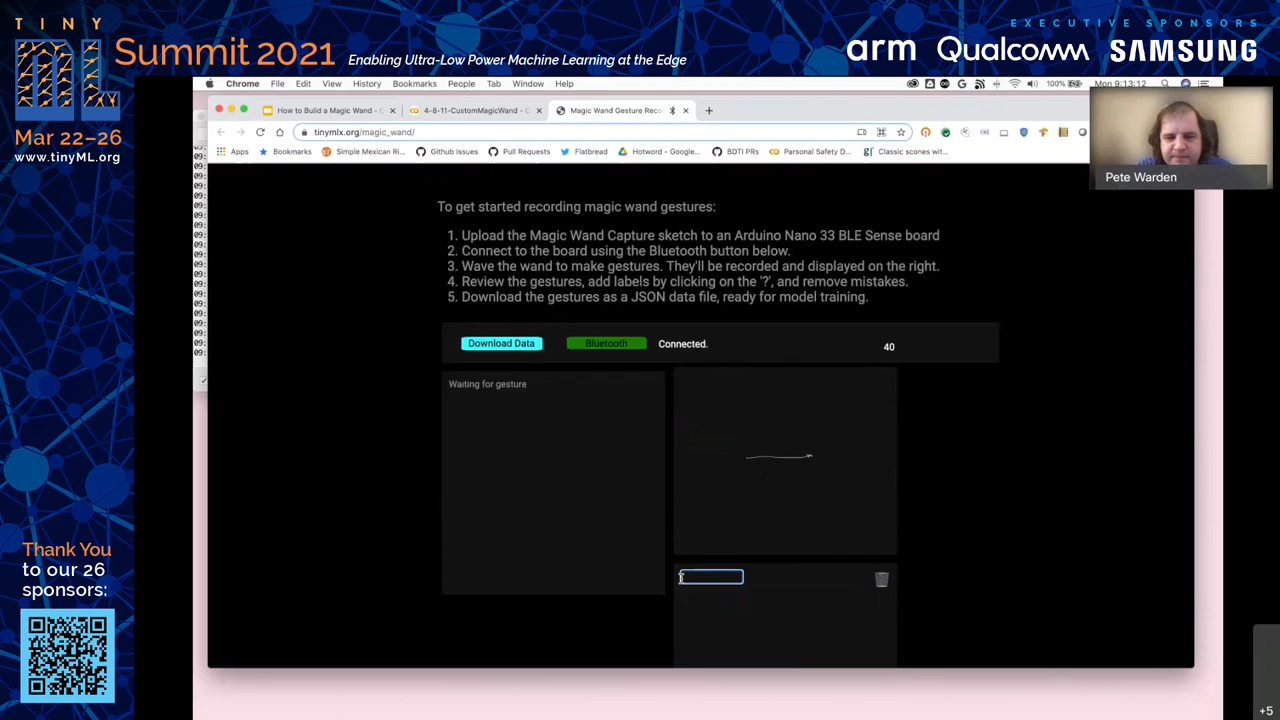 TINY
ML
Summit 2021
Enabling Ultra-Low Power Machine Learning at the Edge
EXECUTIVE SPONSORS
arm Qualcomm SAMSUNG
Mar 22–26
www.tinyML.org
Chrome File Edit View History Bookmarks People Tab Window Help
100% Mon 9:13:12
How to Build a Magic Wand - 4-8-11-CustomMagicWand - C Magic Wand Gesture Reco
tinymlx.org/magic_wand/
Apps Bookmarks Simple Mexican Ri... Github Issues Pull Requests Flatbread Hotword - Google... BDTI PRs Parsonal Safety D... Classic scones wit...
Pete Warden
To get started recording magic wand gestures:
1. Upload the Magic Wand Capture sketch to an Arduino Nano 33 BLE Sense board
2. Connect to the board using the Bluetooth button below.
3. Wave the wand to make gestures. They'll be recorded and displayed on the right.
4. Review the gestures, add labels by clicking on the '?', and remove mistakes.
5. Download the gestures as a JSON data file, ready for model training.
Download Data Bluetooth Connected. 40
Waiting for gesture
Thank You
to our 26
sponsors:
+5